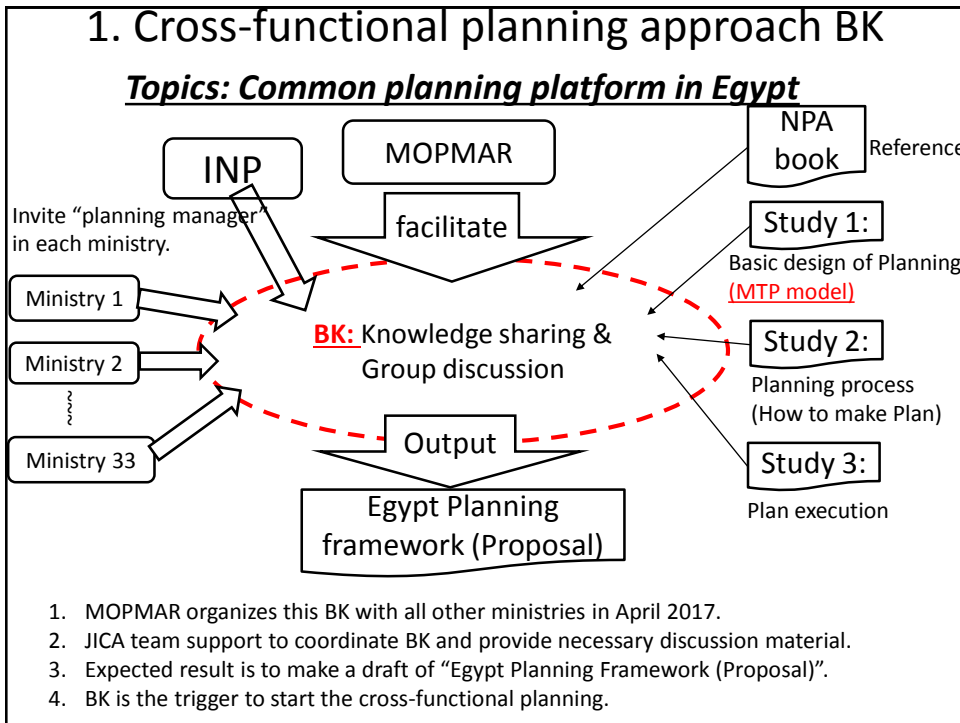 1. Cross-functional planning approach BK
Topics: Common planning platform in Egypt
INP
MOPMAR
NPA
book
Reference
Invite “planning manager”
in each ministry.
facilitate
Study 1:
Basic design of Planning
(MTP model)
Ministry 1
BK: Knowledge sharing &
Group discussion
Ministry 2
Study 2:
Planning process
(How to make Plan)
Ministry 33
Output
Study 3:
Plan execution
Egypt Planning
framework (Proposal)
1. MOPMAR organizes this BK with all other ministries in April 2017.
2. JICA team support to coordinate BK and provide necessary discussion material.
3. Expected result is to make a draft of “Egypt Planning Framework (Proposal)”.
4. BK is the trigger to start the cross-functional planning.